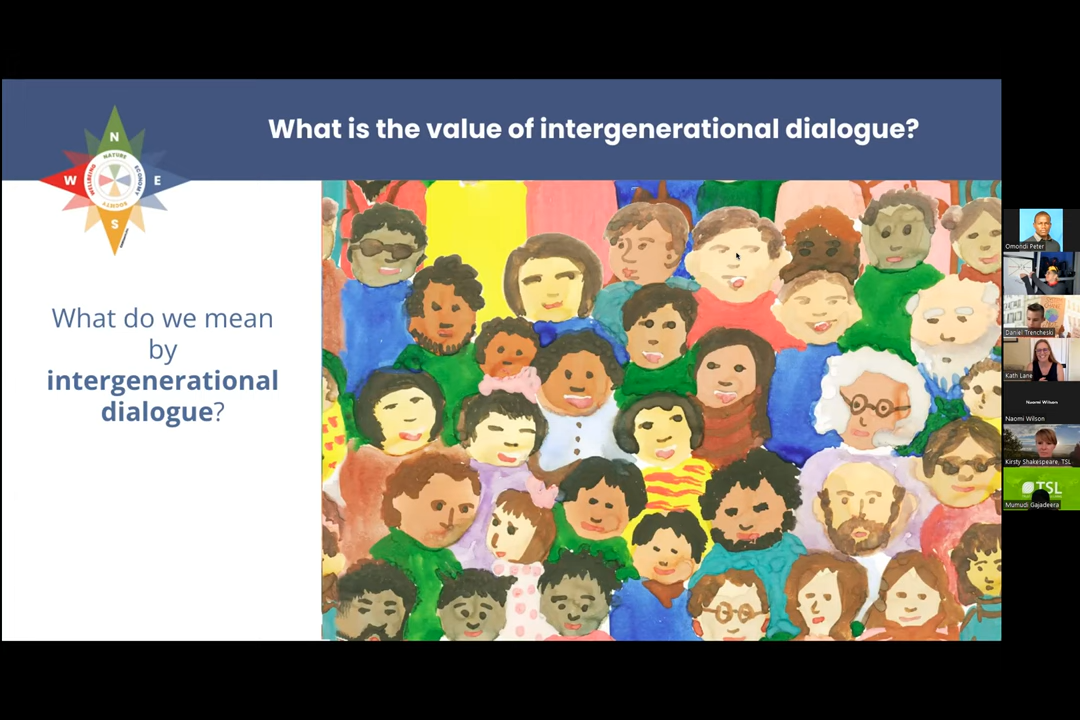 What is the value of intergenerational dialogue?
N
NATURE
W
WELLBEING
ECONOMY
E
SOCIETY
S
What do we mean
by
intergenerational
dialogue?
Omondi Peter
Daniel Trencheski
Kath Lane
Naomi Wilson
Naomi Wilson
Kirsty Shakespeare, TSL
TSL
Mumudi Gajadeera